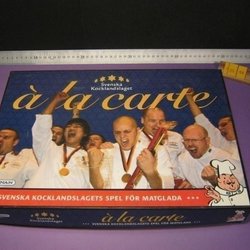 Svenska
Kocklandslaget
à la carte
SVENSKA KOCKLANDSLAGETS SPEL FÖR MATGLADA
à la carte